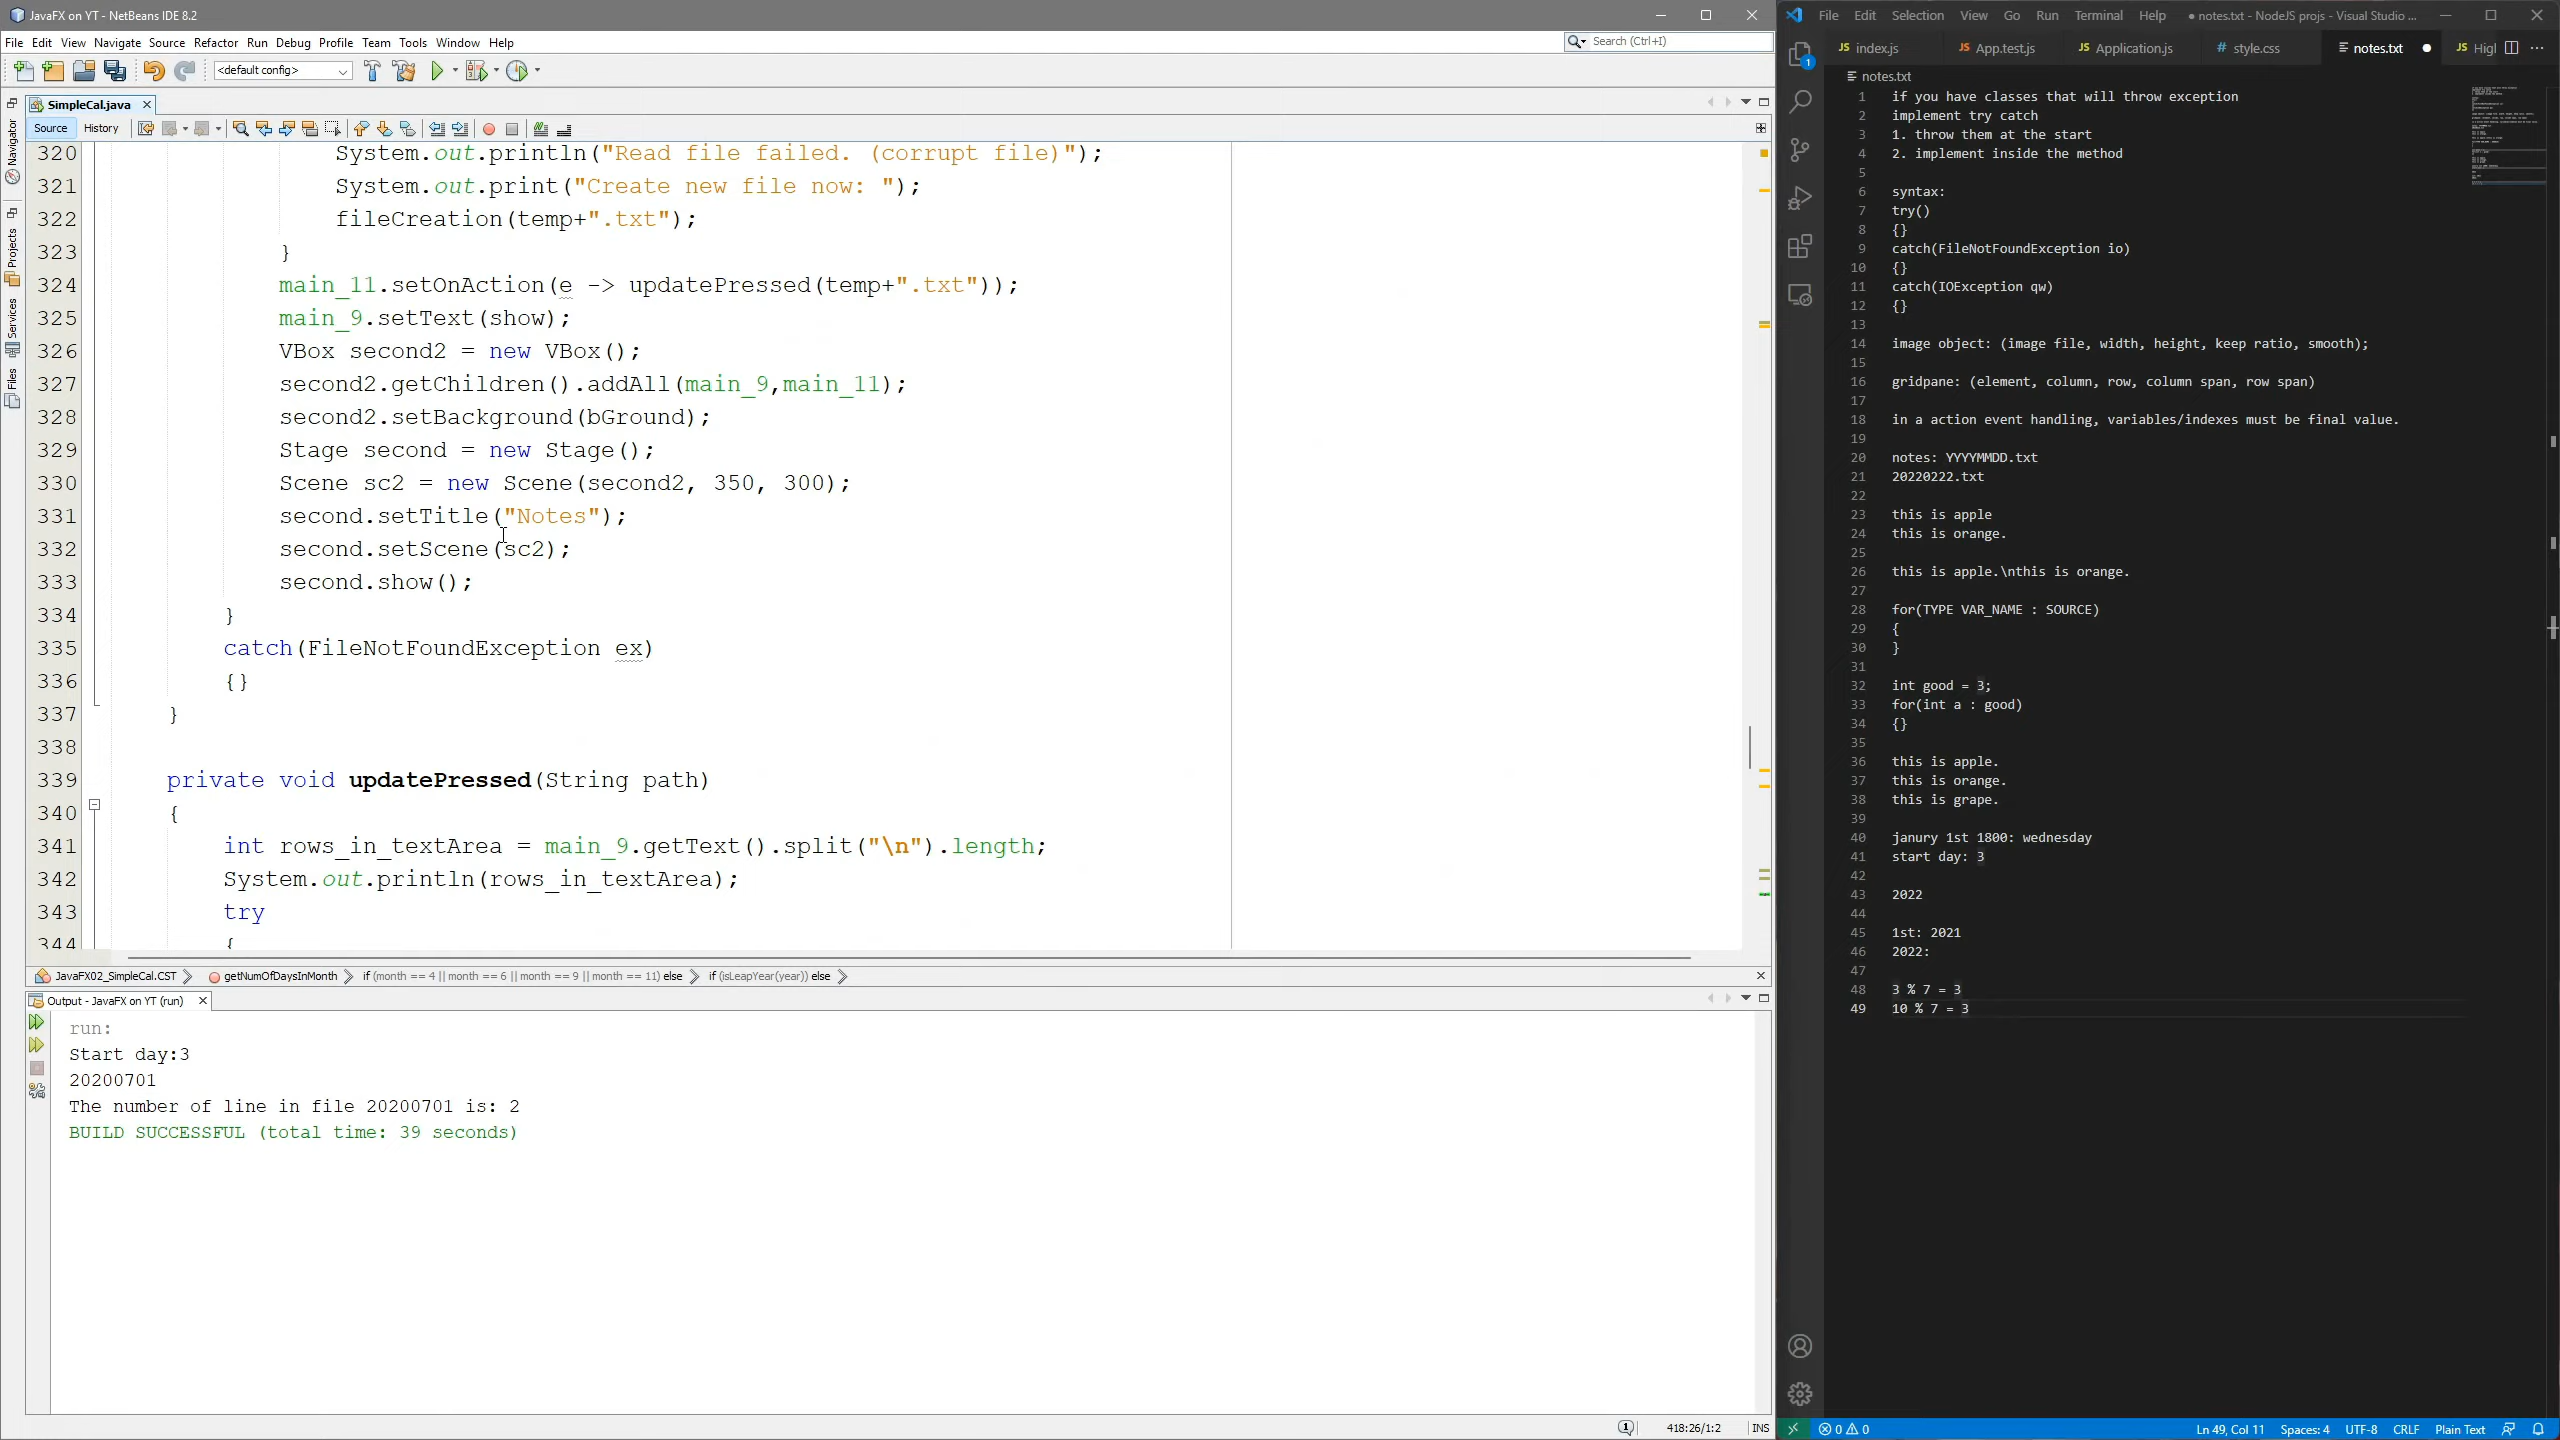 JavaFX on YT - NetBeans IDE 8.2
File Edit View Navigate Source Refactor Run Debug Profile Team Tools Window Help
Search (Ctrl+I)
<default config>
SimpleCal.java
Source History
Navigator
Projects
Services
Files
320 System.out.println("Read file failed. (corrupt file)");
321 System.out.print("Create new file now: ");
322 fileCreation(temp+".txt");
323 }
324 main_11.setOnAction(e -> updatePressed(temp+".txt"));
325 main_9.setText(show);
326 VBox second2 = new VBox();
327 second2.getChildren().addAll(main_9,main_11);
328 second2.setBackground(bGround);
329 Stage second = new Stage();
330 Scene sc2 = new Scene(second2, 350, 300);
331 second.setTitle("Notes");
332 second.setScene(sc2);
333 second.show();
334 }
335 catch(FileNotFoundException ex)
336 {}
337 }
338
339 private void updatePressed(String path)
340 {
341 int rows_in_textArea = main_9.getText().split("\n").length;
342 System.out.println(rows_in_textArea);
343 try
344 {
JavaFX02_SimpleCal.CST getNumOfDaysInMonth if (month == 4 || month == 6 || month == 9 || month == 11) else if (isLeapYear(year)) else
Output - JavaFX on YT (run)
run:
Start day:3
20200701
The number of line in file 20200701 is: 2
BUILD SUCCESSFUL (total time: 39 seconds)
1 418:26/1:2 INS
File Edit Selection View Go Run Terminal Help ● notes.txt - NodeJS projs - Visual Studio ...
JS index.js JS App.test.js JS Application.js # style.css notes.txt JS Higl
1
notes.txt
1 if you have classes that will throw exception
2 implement try catch
3 1. throw them at the start
4 2. implement inside the method
5
6 syntax:
7 try()
8 {}
9 catch(FileNotFoundException io)
10 {}
11 catch(IOException qw)
12 {}
13
14 image object: (image file, width, height, keep ratio, smooth);
15
16 gridpane: (element, column, row, column span, row span)
17
18 in a action event handling, variables/indexes must be final value.
19
20 notes: YYYYMMDD.txt
21 20220222.txt
22
23 this is apple
24 this is orange.
25
26 this is apple.\nthis is orange.
27
28 for(TYPE VAR_NAME : SOURCE)
29 {
30 }
31
32 int good = 3;
33 for(int a : good)
34 {}
35
36 this is apple.
37 this is orange.
38 this is grape.
39
40 janury 1st 1800: wednesday
41 start day: 3
42
43 2022
44
45 1st: 2021
46 2022:
47
48 3 % 7 = 3
49 10 % 7 = 3
0 0 Ln 49, Col 11 Spaces: 4 UTF-8 CRLF Plain Text